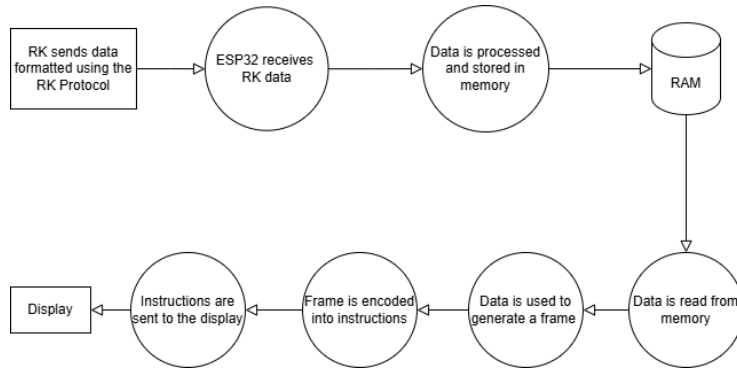 RK sends data
formatted using the
RK Protocol
ESP32 receives
RK data
Data is processed
and stored in
memory
RAM
Display
Instructions are
sent to the display
Frame is encoded
into instructions
Data is used to
generate a frame
Data is read from
memory